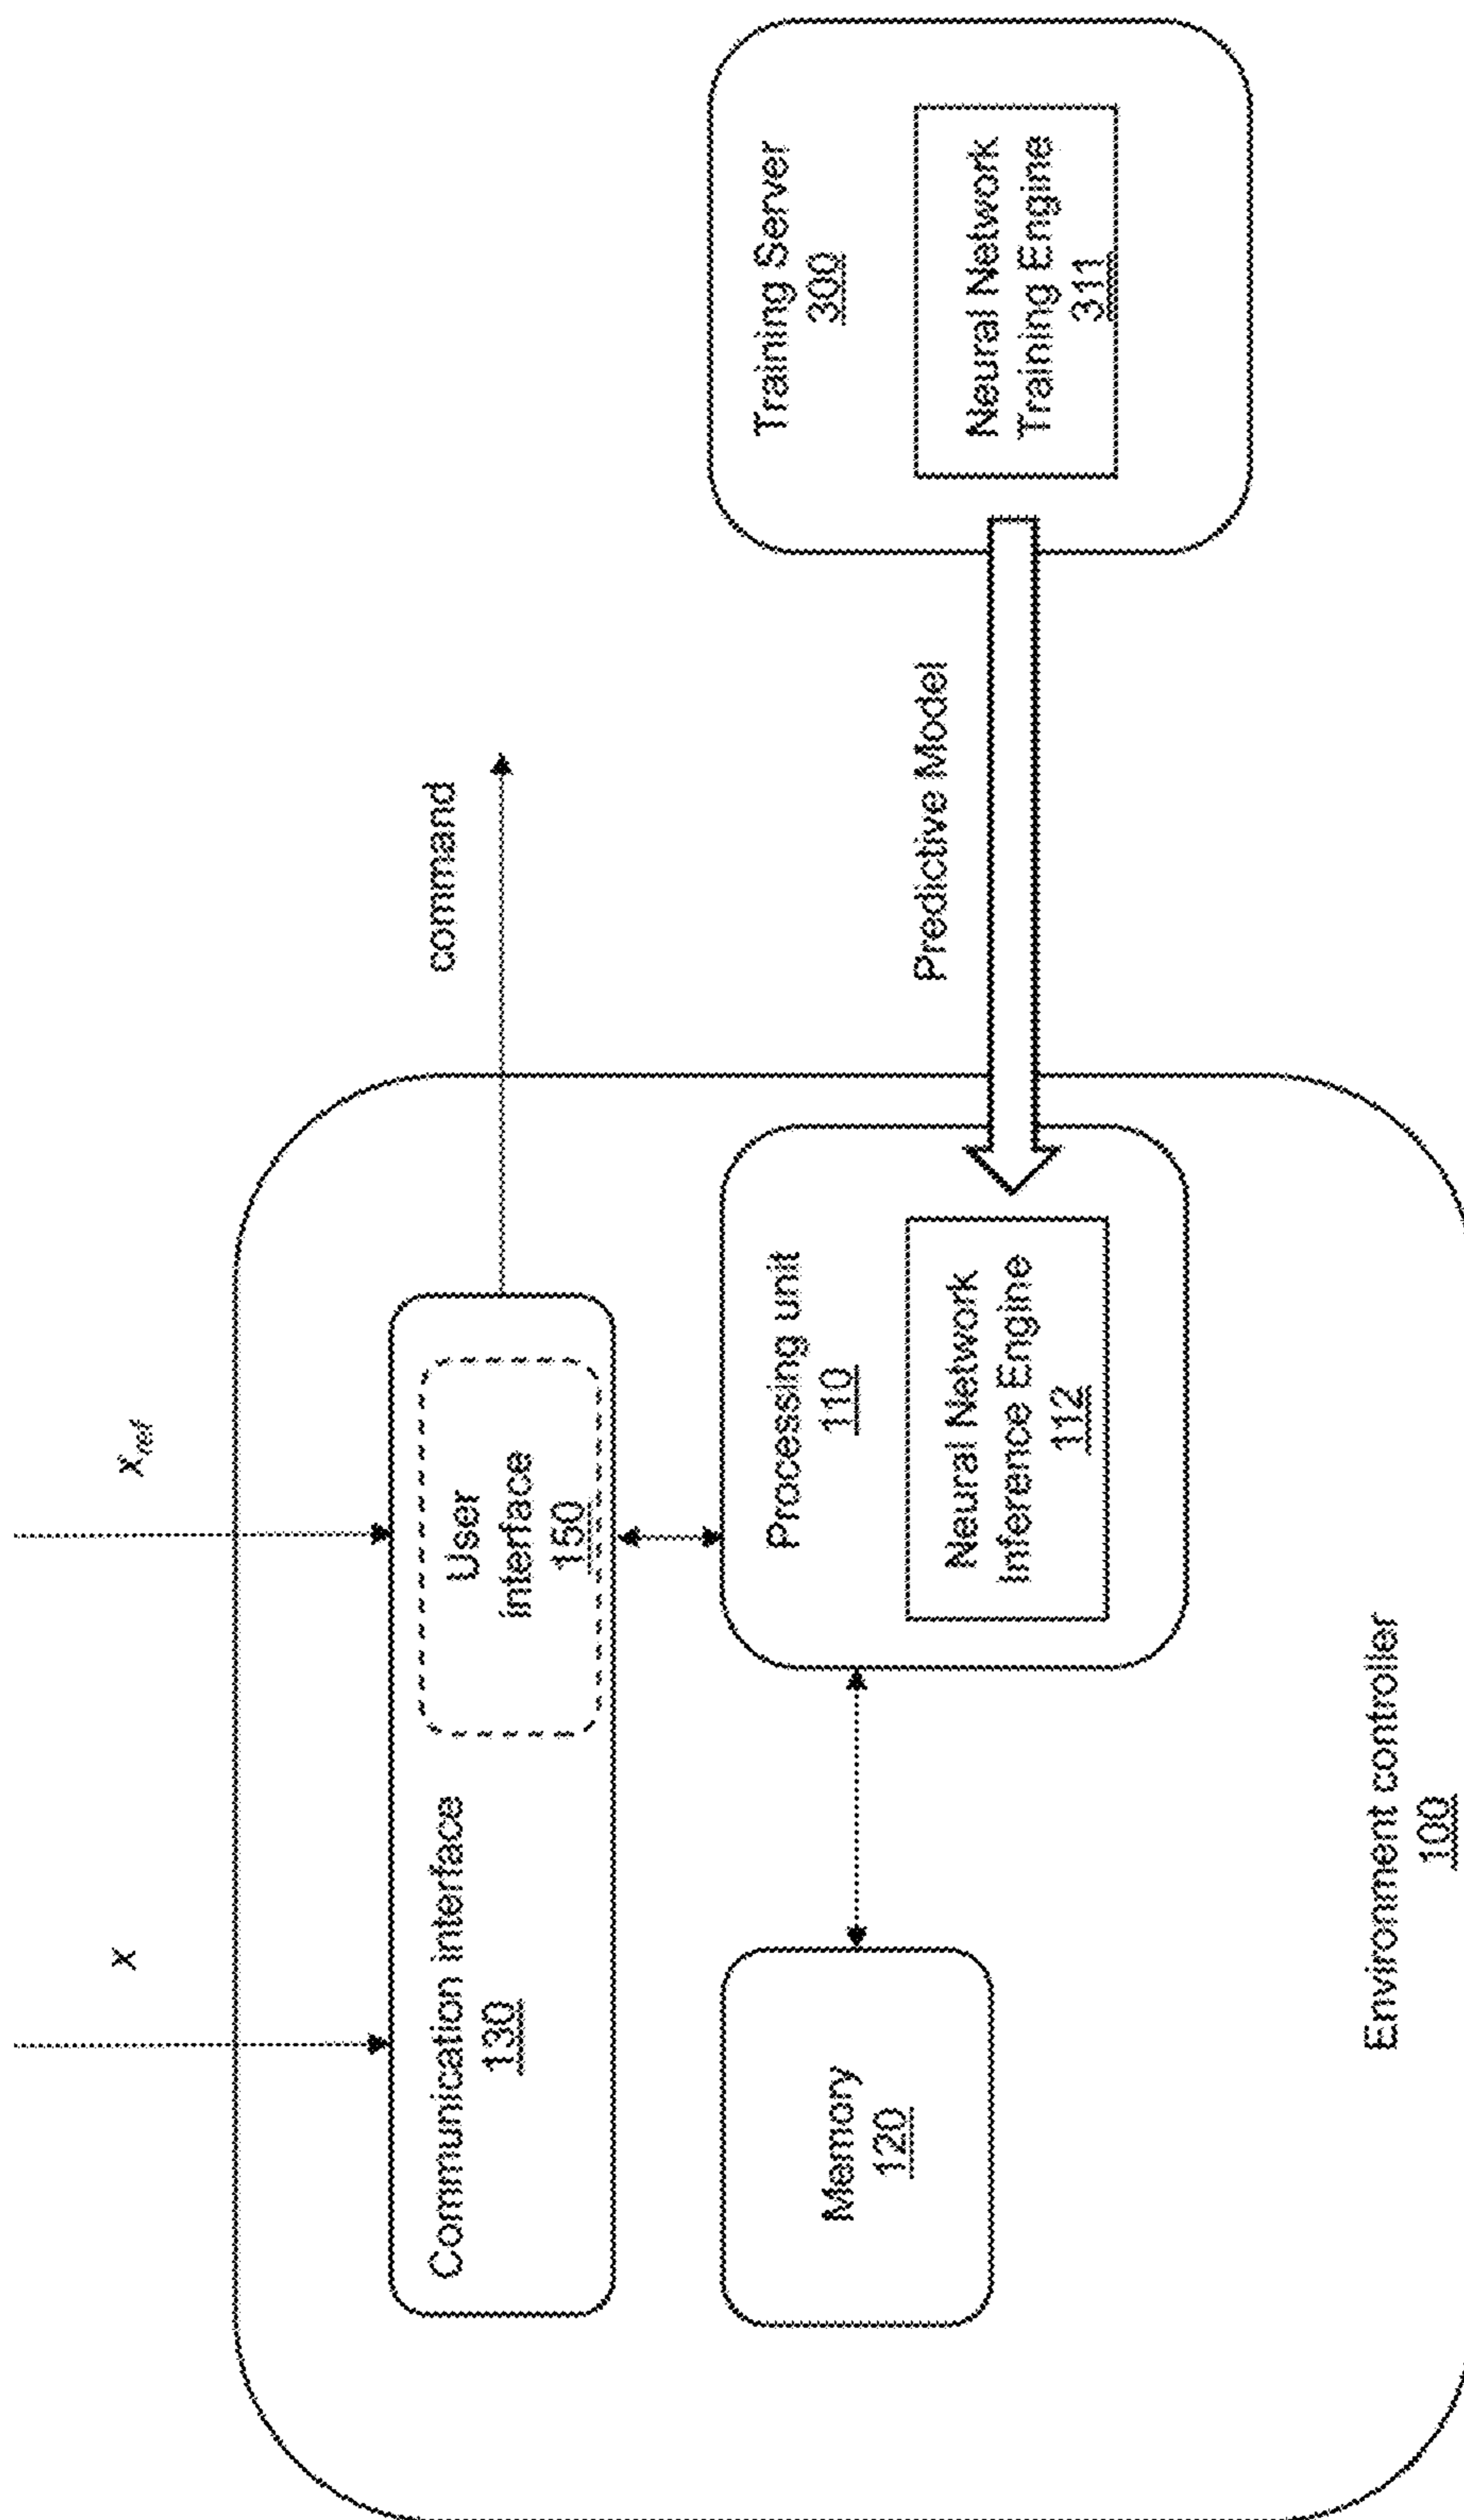 x
x_ref
Communication interface
130
User
interface
150
command
Memory
120
Processing unit
110
Neural Network
Inference Engine
112
Predictive Model
Training Server
300
Neural Network
Training Engine
311
Environment controller
100